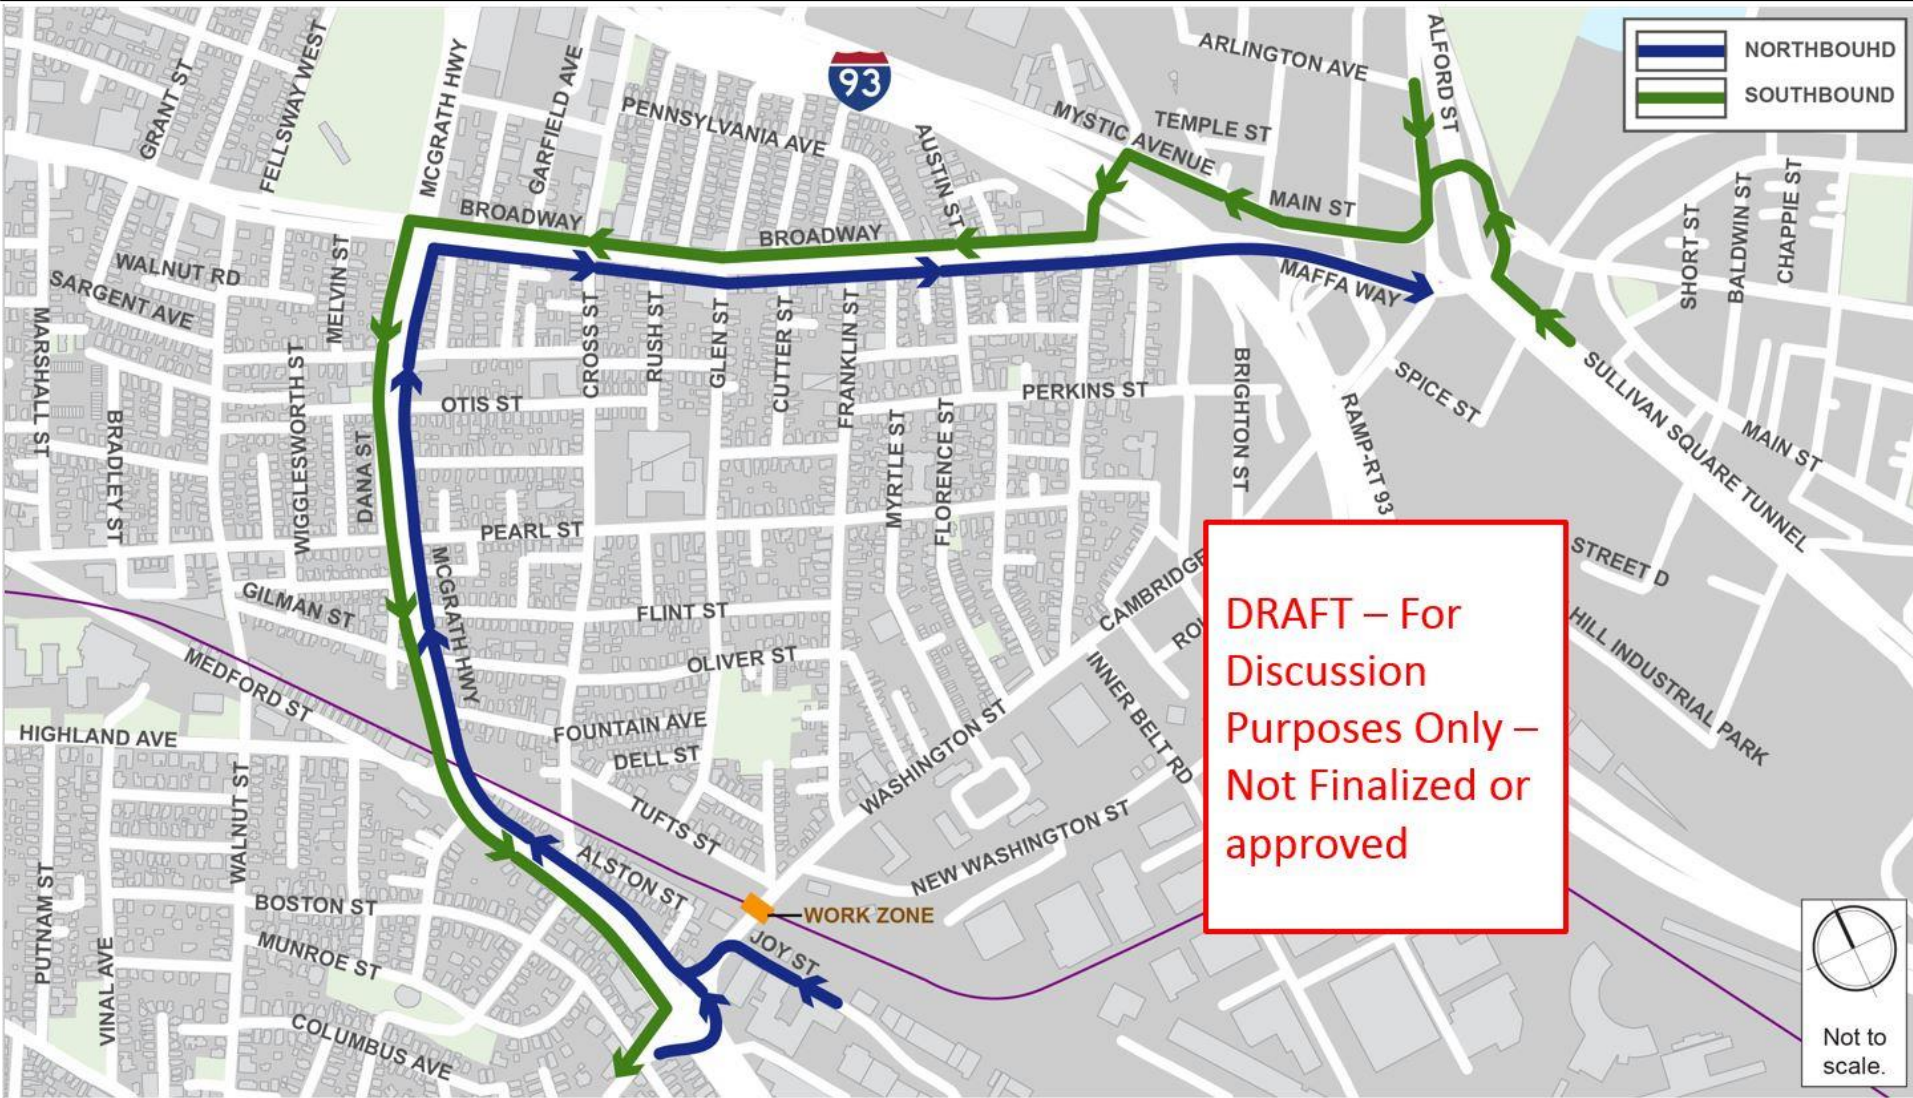 NORTHBOUHD
SOUTHBOUND
93
ARLINGTON AVE
ALFORD ST
MCGRATH HWY
FELLSWAY WEST
GRANT ST
GARFIELD AVE
PENNSYLVANIA AVE
AUSTIN ST
MYSTIC AVENUE
TEMPLE ST
MAIN ST
BROADWAY
BROADWAY
MAFFA WAY
SHORT ST
BALDWIN ST
CHAPPIE ST
WALNUT RD
SARGENT AVE
MELVIN ST
MARSHALL ST
BRADLEY ST
WIGGLESWORTH ST
DANA ST
OTIS ST
CROSS ST
RUSH ST
GLEN ST
CUTTER ST
FRANKLIN ST
MYRTLE ST
FLORENCE ST
PERKINS ST
BRIGHTON ST
RAMP-RT 93
SPICE ST
SULLIVAN SQUARE TUNNEL
MAIN ST
PEARL ST
MCGRATH HWY
GILMAN ST
FLINT ST
CAMBRIDGE
ROU
STREET D
HILL INDUSTRIAL PARK
OLIVER ST
INNER BELT RD
MEDFORD ST
HIGHLAND AVE
FOUNTAIN AVE
DELL ST
WASHINGTON ST
TUFTS ST
NEW WASHINGTON ST
WALNUT ST
ALSTON ST
PUTNAM ST
VINAL AVE
BOSTON ST
MUNROE ST
COLUMBUS AVE
WORK ZONE
JOY ST
DRAFT – For
Discussion
Purposes Only –
Not Finalized or
approved
Not to
scale.